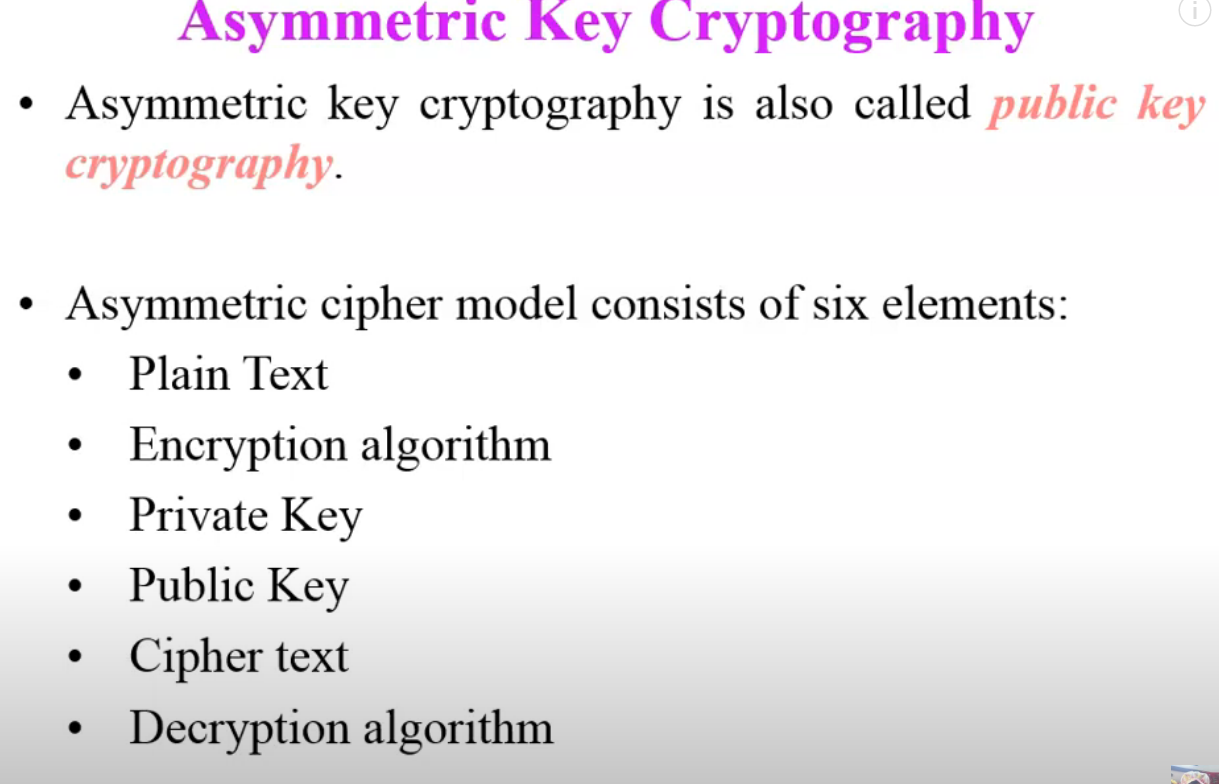 Asymmetric Key Cryptography
• Asymmetric key cryptography is also called public key
cryptography.
• Asymmetric cipher model consists of six elements:
• Plain Text
• Encryption algorithm
• Private Key
• Public Key
• Cipher text
• Decryption algorithm